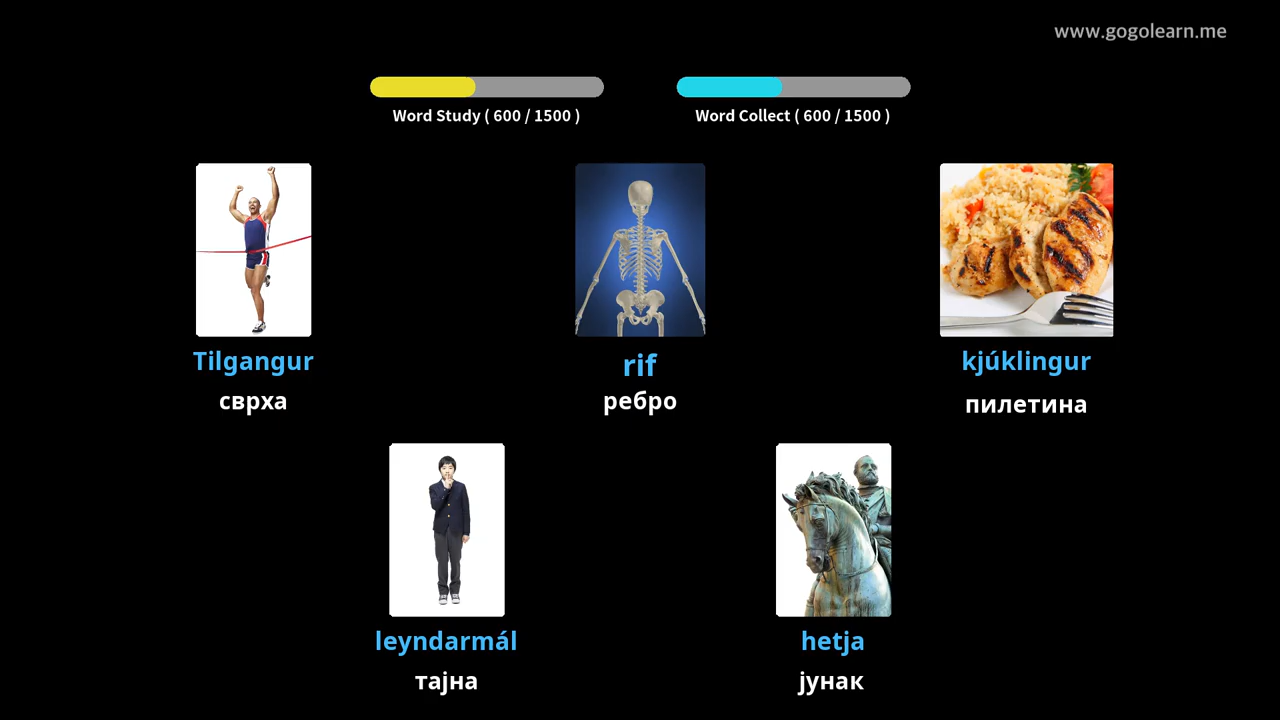 www.gogolearn.me
Word Study ( 600 / 1500 )
Word Collect ( 600 / 1500 )
Tilgangur
сврха
rif
ребро
kjúklingur
пилетина
leyndarmál
тајна
hetja
јунак